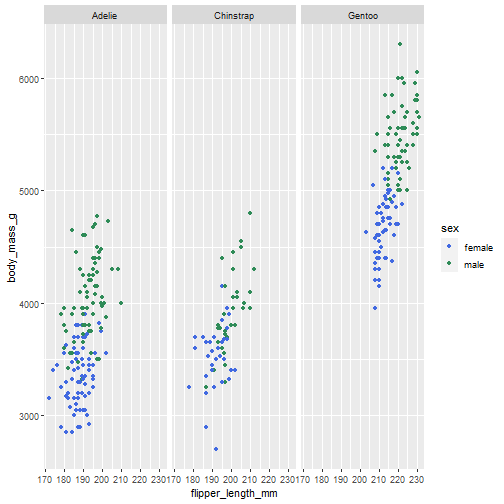 Adelie Chinstrap Gentoo
6000
5000
4000
3000
body_mass_g
170 180 190 200 210 220 230 170 180 190 200 210 220 230 170 180 190 200 210 220 230
flipper_length_mm
sex
female
male